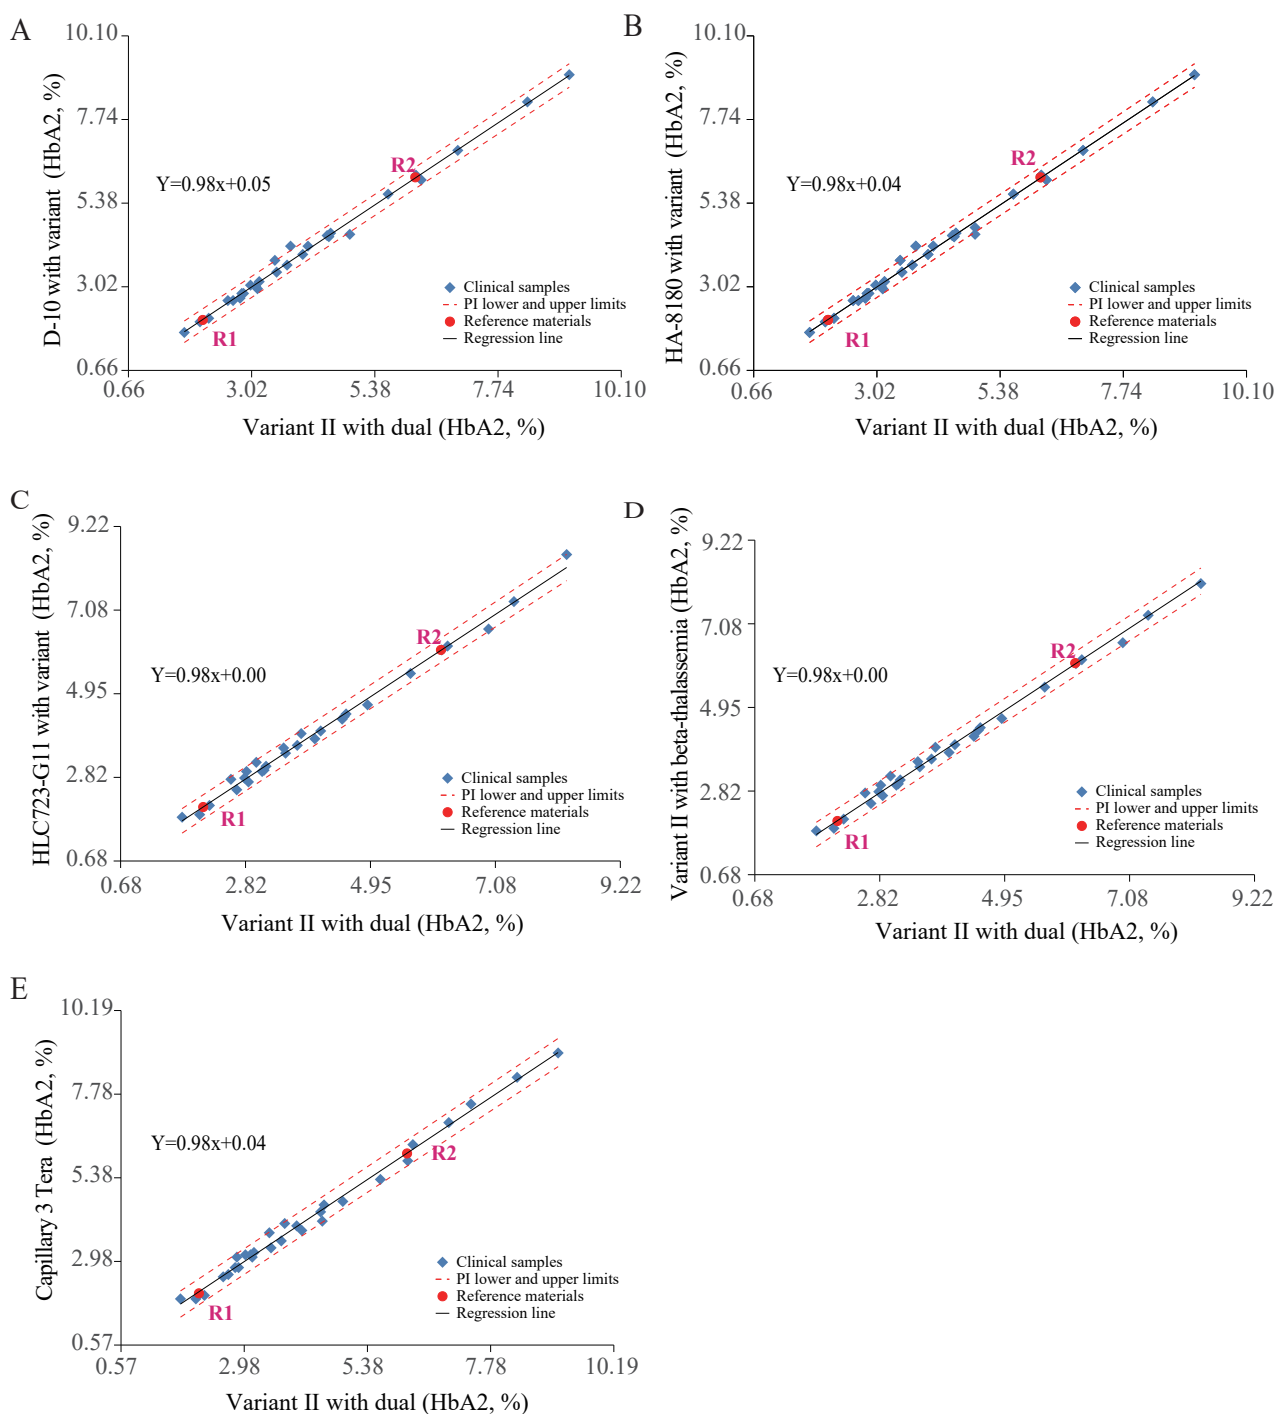 A
D-10 with variant (HbA2, %)
10.10
7.74
5.38
3.02
0.66
Y=0.98x+0.05
R2
R1
Clinical samples
PI lower and upper limits
Reference materials
Regression line
0.66 3.02 5.38 7.74 10.10
Variant II with dual (HbA2, %)
B
HA-8180 with variant (HbA2, %)
10.10
7.74
5.38
3.02
0.66
Y=0.98x+0.04
R2
R1
Clinical samples
PI lower and upper limits
Reference materials
Regression line
0.66 3.02 5.38 7.74 10.10
Variant II with dual (HbA2, %)
C
HLC723-G11 with variant (HbA2, %)
9.22
7.08
4.95
2.82
0.68
Y=0.98x+0.00
R2
R1
Clinical samples
PI lower and upper limits
Reference materials
Regression line
0.68 2.82 4.95 7.08 9.22
Variant II with dual (HbA2, %)
D
Variant II with beta-thalassemia (HbA2, %)
9.22
7.08
4.95
2.82
0.68
Y=0.98x+0.00
R2
R1
Clinical samples
PI lower and upper limits
Reference materials
Regression line
0.68 2.82 4.95 7.08 9.22
Variant II with dual (HbA2, %)
E
Capillary 3 Tera (HbA2, %)
10.19
7.78
5.38
2.98
0.57
Y=0.98x+0.04
R2
R1
Clinical samples
PI lower and upper limits
Reference materials
Regression line
0.57 2.98 5.38 7.78 10.19
Variant II with dual (HbA2, %)